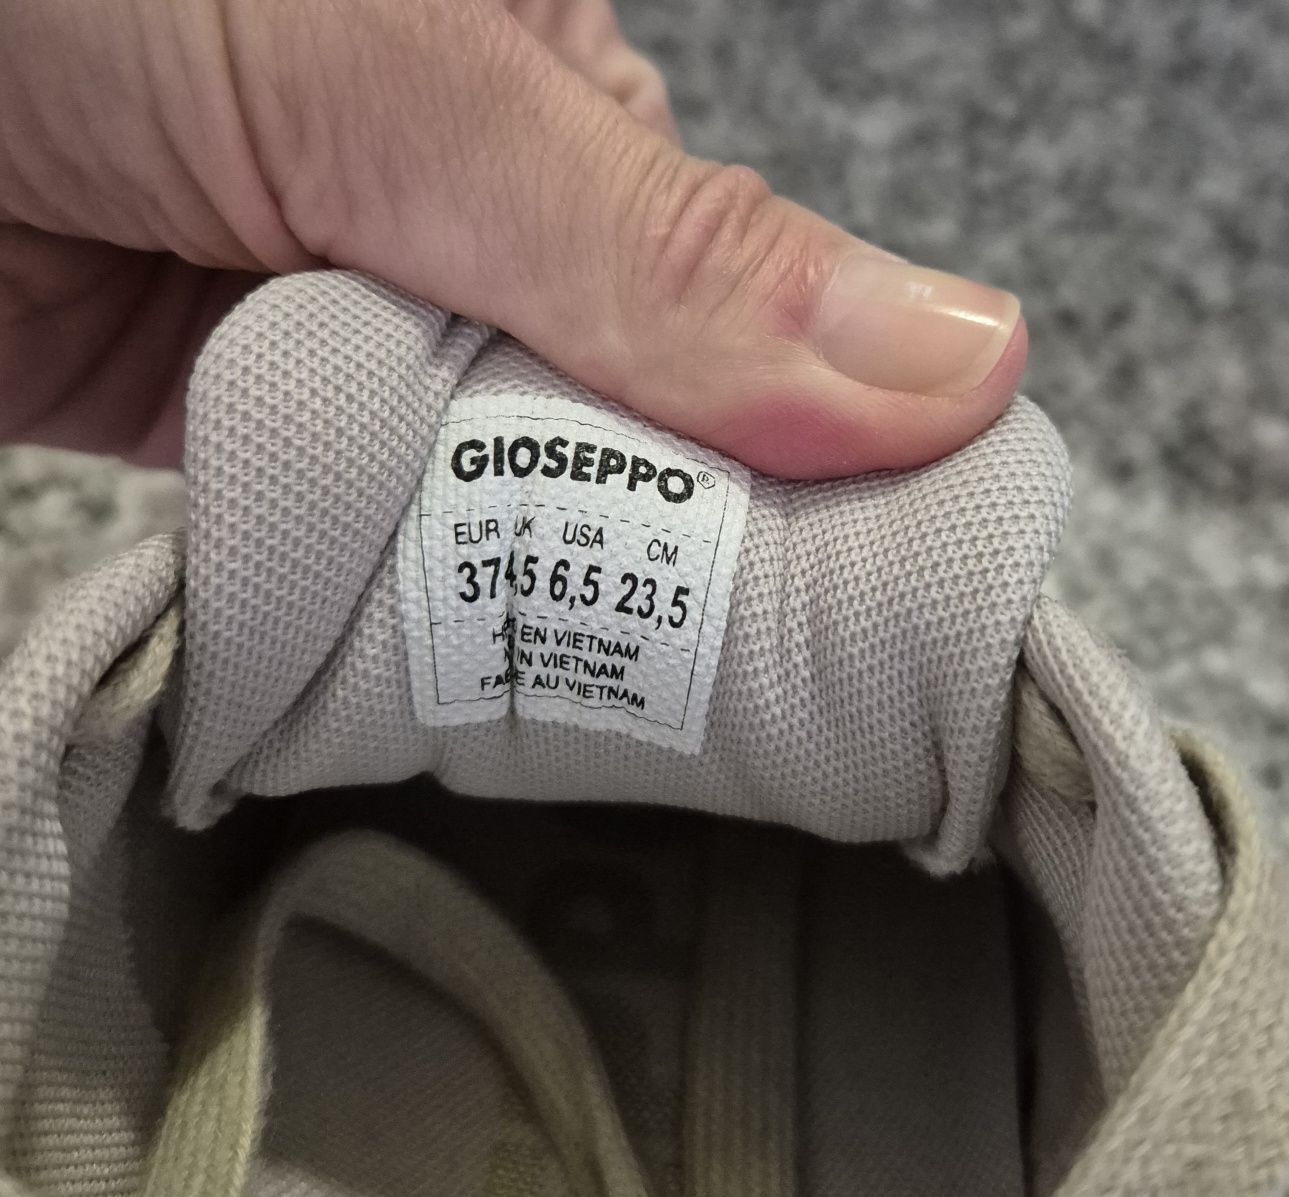 GIOSEPPO®
EUR UK USA CM
37 4,5 6,5 23,5
EN VIETNAM
IN VIETNAM
AU VIETNAM